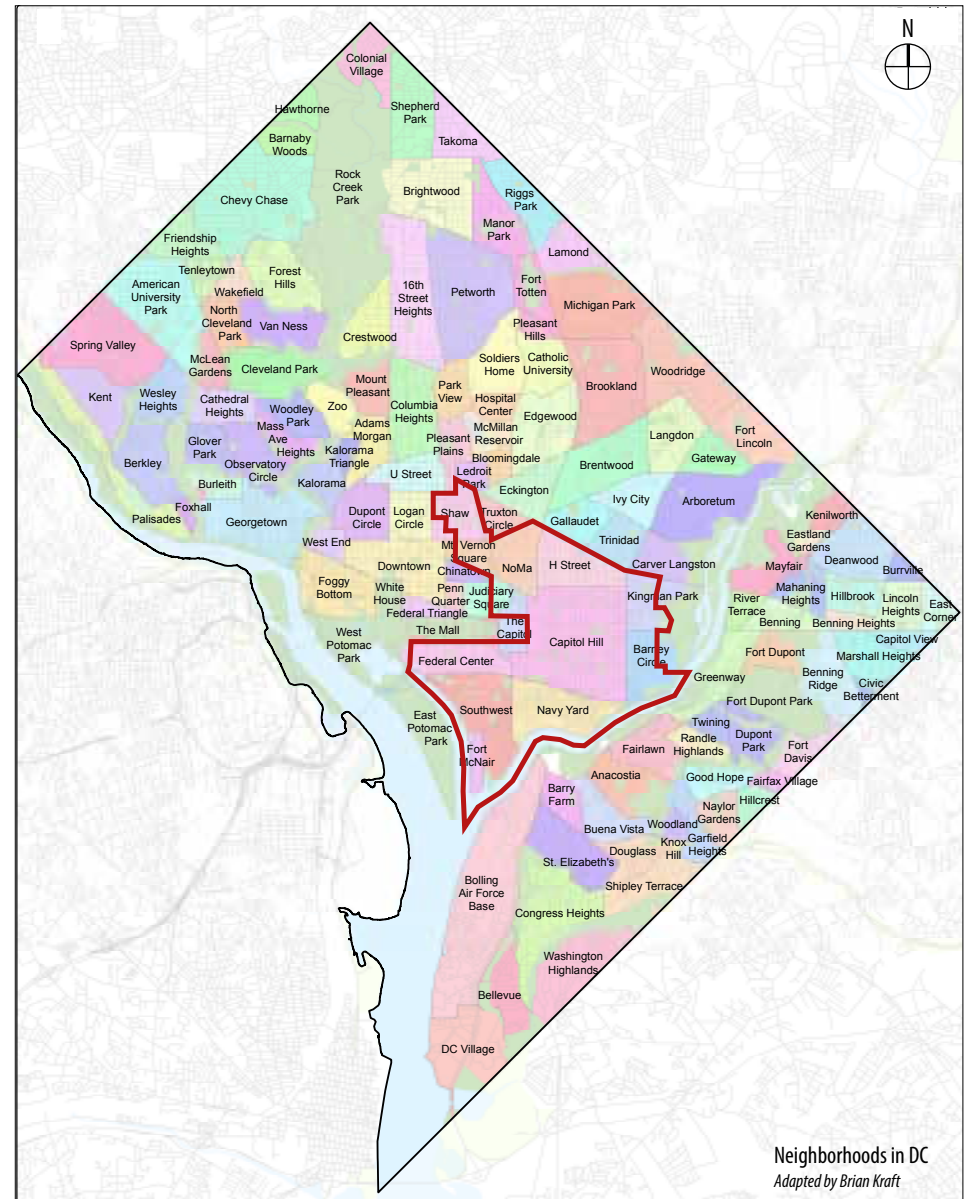 N
Colonial
Village
Hawthorne
Shepherd
Park
Barnaby
Woods
Takoma
Rock
Creek
Park
Brightwood
Chevy Chase
Riggs
Park
Manor
Park
Friendship
Heights
Lamond
Tenleytown
Forest
Hills
American
University
Park
Wakefield
16th
Street
Heights
Petworth
Fort
Totten
Michigan Park
North
Cleveland
Park
Van Ness
Crestwood
Pleasant
Hills
Spring Valley
McLean
Gardens
Cleveland Park
Soldiers
Home
Catholic
University
Woodridge
Mount
Pleasant
Park
View
Brookland
Kent
Wesley
Heights
Cathedral
Heights
Woodley
Park
Zoo
Columbia
Heights
Hospital
Center
Edgewood
Mass
Ave
Heights
Adams
Morgan
McMillan
Reservoir
Langdon
Fort
Lincoln
Glover
Park
Pleasant
Plains
Berkley
Observatory
Circle
Kalorama
Triangle
Bloomingdale
Brentwood
Gateway
Burleith
Kalorama
U Street
Ledroit
Park
Eckington
Ivy City
Arboretum
Foxhall
Palisades
Georgetown
Dupont
Circle
Logan
Circle
Shaw
Truxton
Circle
Gallaudet
Kenilworth
West End
Trinidad
Eastland
Gardens
Mt. Vernon
Square
Downtown
Chinatown
NoMa
H Street
Carver Langston
Mayfair
Deanwood
Burrville
Foggy
Bottom
White
House
Penn
Quarter
Judiciary
Square
Kingman Park
River
Terrace
Mahaning
Heights
Hillbrook
Lincoln
Heights
East
Corner
Federal Triangle
Benning
Benning Heights
West
Potomac
Park
The Mall
The
Capitol
Capitol Hill
Barney
Circle
Fort Dupont
Capitol View
Marshall Heights
Federal Center
Greenway
Benning
Ridge
Civic
Betterment
Fort Dupont Park
East
Potomac
Park
Southwest
Navy Yard
Twining
Randle
Highlands
Dupont
Park
Fort
Davis
Fort
McNair
Fairlawn
Anacostia
Good Hope
Fairfax Village
Barry
Farm
Naylor
Gardens
Hillcrest
Buena Vista
Woodland
Knox
Hill
Garfield
Heights
Douglass
St. Elizabeth's
Shipley Terrace
Bolling
Air Force
Base
Congress Heights
Washington
Highlands
Bellevue
DC Village
Neighborhoods in DC
Adapted by Brian Kraft